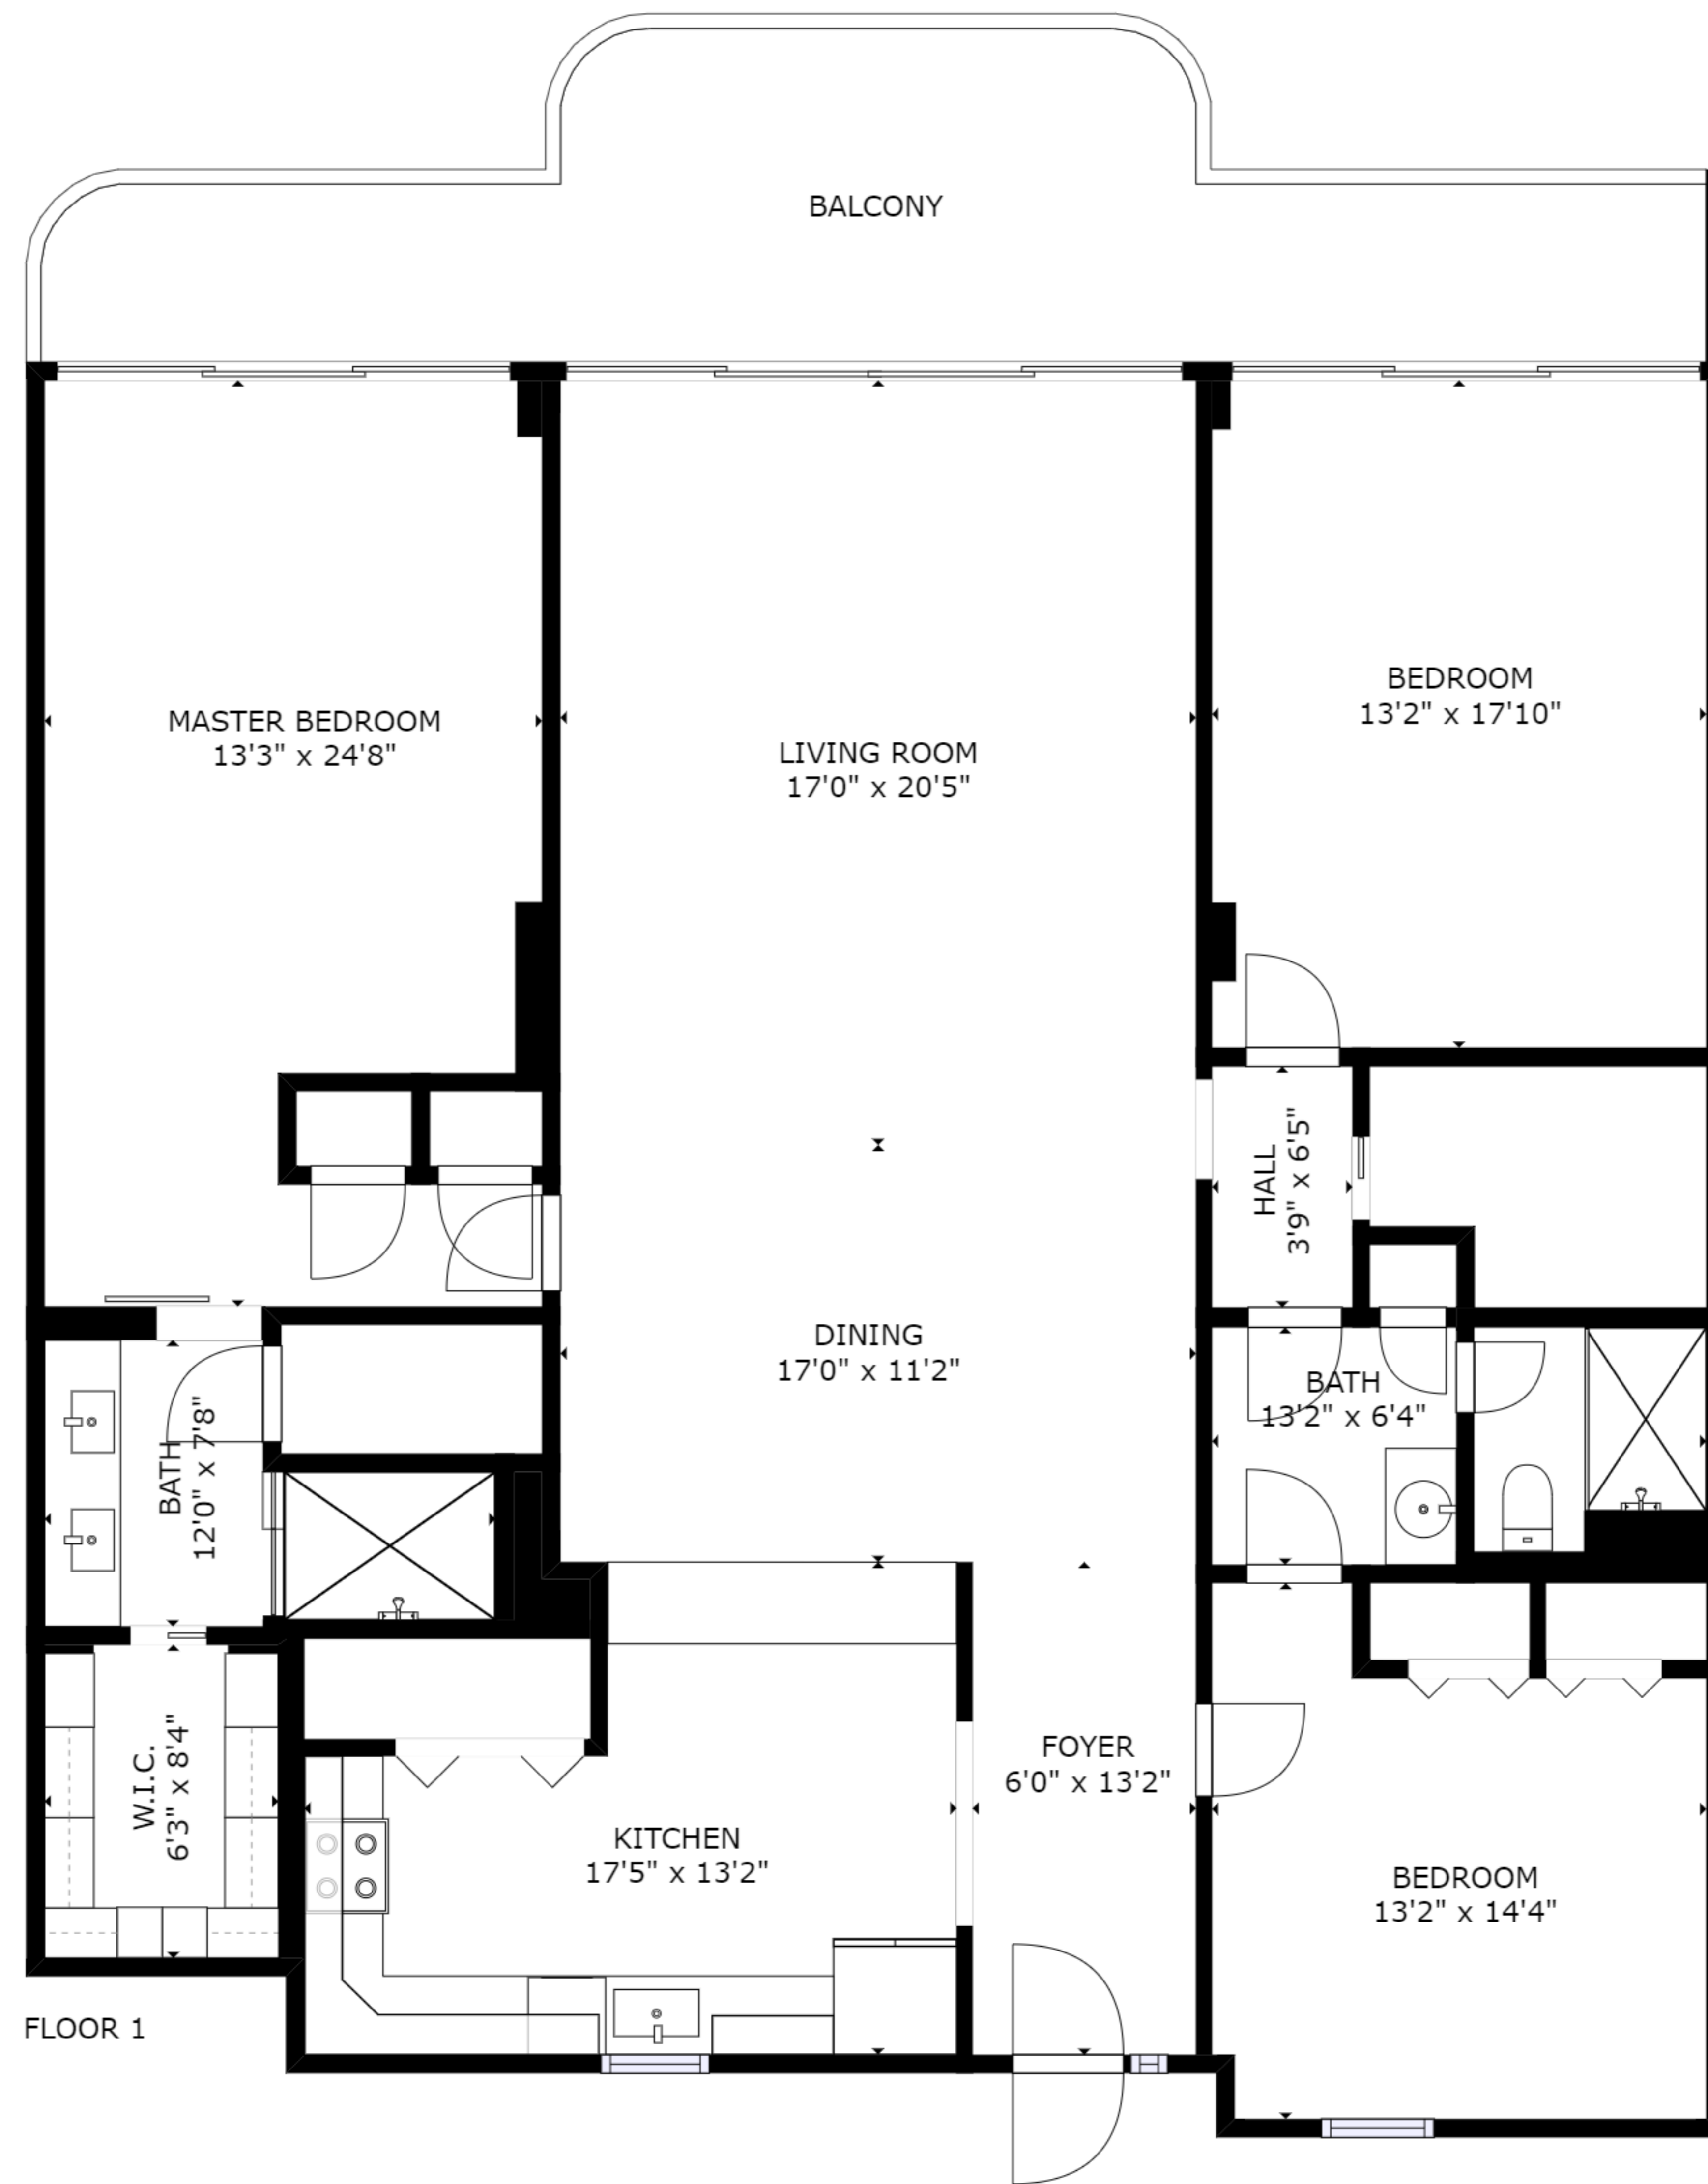 BALCONY
MASTER BEDROOM
13'3" x 24'8"
LIVING ROOM
17'0" x 20'5"
BEDROOM
13'2" x 17'10"
HALL
3'9" x 6'5"
DINING
17'0" x 11'2"
BATH
13'2" x 6'4"
BATH
12'0" x 7'8"
W.I.C.
6'3" x 8'4"
KITCHEN
17'5" x 13'2"
FOYER
6'0" x 13'2"
BEDROOM
13'2" x 14'4"
FLOOR 1